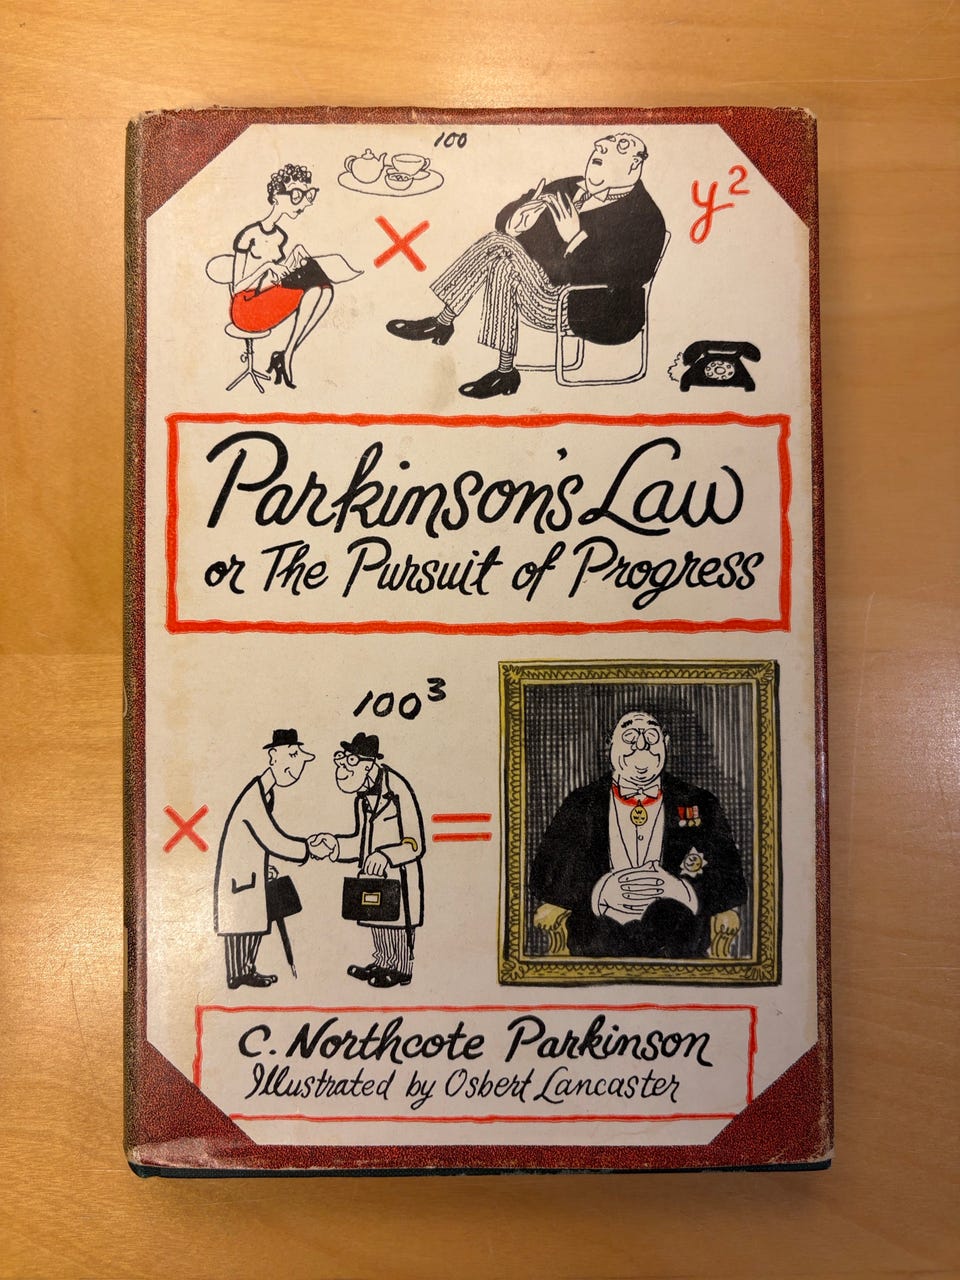 100
× y²
Parkinson's Law
or The Pursuit of Progress
100³
× =
C. Northcote Parkinson
Illustrated by Osbert Lancaster